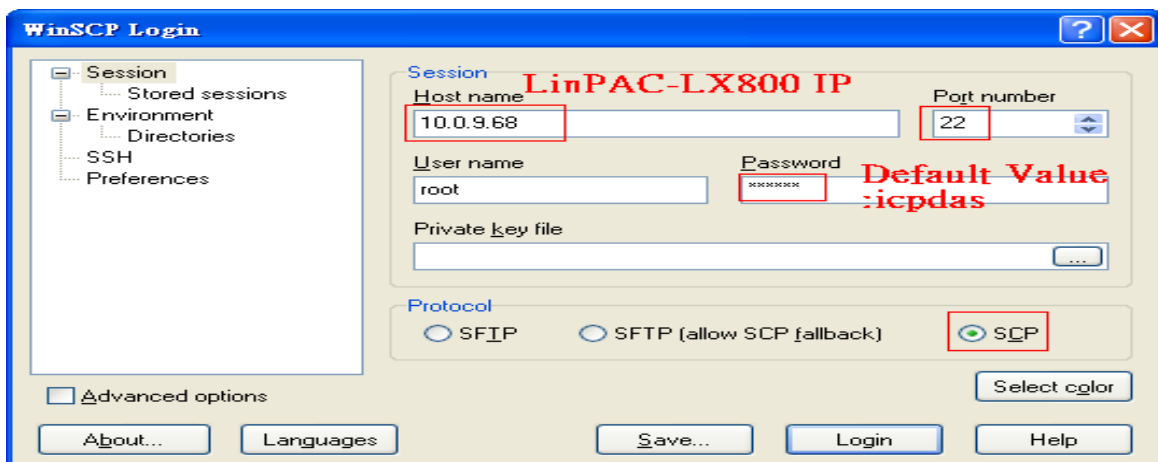 WinSCP Login
Session
Stored sessions
Environment
Directories
SSH
Preferences
Session
LinPAC-LX800 IP
Host name
Port number
10.0.9.68
22
User name
Password
root
******
Default Value
:icpdas
Private key file
...
Protocol
SFTP
SFTP (allow SCP fallback)
SCP
Advanced options
Select color
About...
Languages
Save...
Login
Help